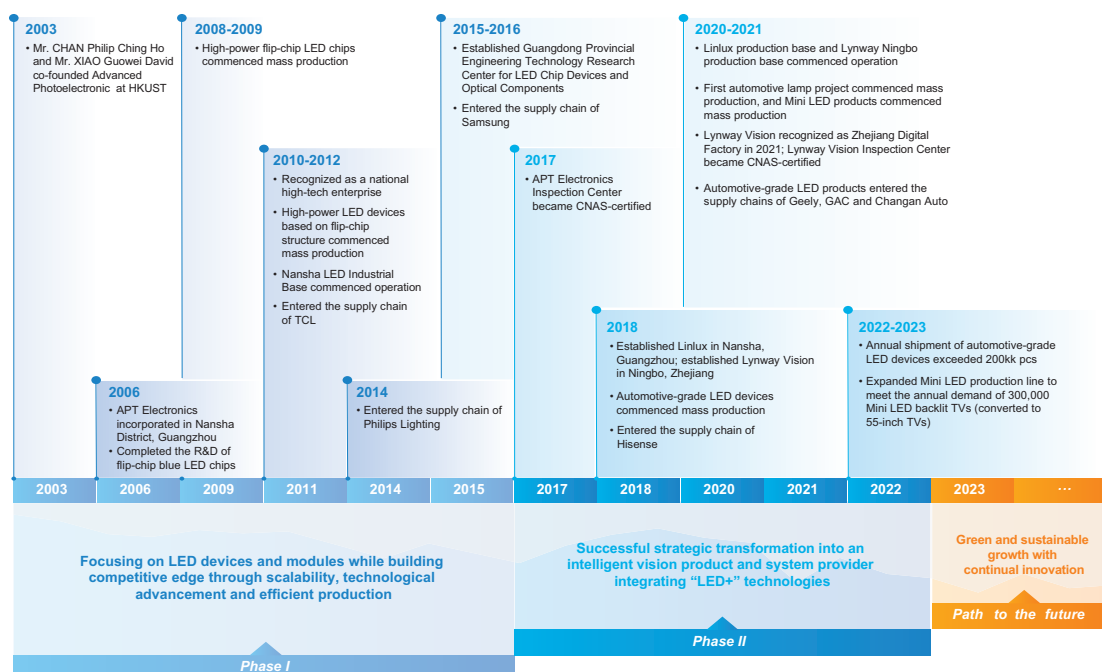 2003
• Mr. CHAN Philip Ching Ho
and Mr. XIAO Guowei David
co-founded Advanced
Photoelectronic at HKUST
2008-2009
• High-power flip-chip LED chips
commenced mass production
2015-2016
• Established Guangdong Provincial
Engineering Technology Research
Center for LED Chip Devices and
Optical Components
• Entered the supply chain of
Samsung
2020-2021
• Linlux production base and Lynway Ningbo
production base commenced operation
• First automotive lamp project commenced mass
production, and Mini LED products commenced
mass production
• Lynway Vision recognized as Zhejiang Digital
Factory in 2021; Lynway Vision Inspection Center
became CNAS-certified
• Automotive-grade LED products entered the
supply chains of Geely, GAC and Changan Auto
2010-2012
• Recognized as a national
high-tech enterprise
• High-power LED devices
based on flip-chip
structure commenced
mass production
• Nansha LED Industrial
Base commenced operation
• Entered the supply chain
of TCL
2017
• APT Electronics
Inspection Center
became CNAS-certified
2018
• Established Linlux in Nansha,
Guangzhou; established Lynway Vision
in Ningbo, Zhejiang
• Automotive-grade LED devices
commenced mass production
• Entered the supply chain of
Hisense
2022-2023
• Annual shipment of automotive-grade
LED devices exceeded 200kk pcs
• Expanded Mini LED production line to
meet the annual demand of 300,000
Mini LED backlit TVs (converted to
55-inch TVs)
2006
• APT Electronics
incorporated in Nansha
District, Guangzhou
• Completed the R&D of
flip-chip blue LED chips
2014
• Entered the supply chain of
Philips Lighting
2003 2006 2009 2011 2014 2015 2017 2018 2020 2021 2022 2023 ...
Focusing on LED devices and modules while building
competitive edge through scalability, technological
advancement and efficient production
Successful strategic transformation into an
intelligent vision product and system provider
integrating “LED+” technologies
Green and sustainable
growth with
continual innovation
Path to the future
Phase II
Phase I